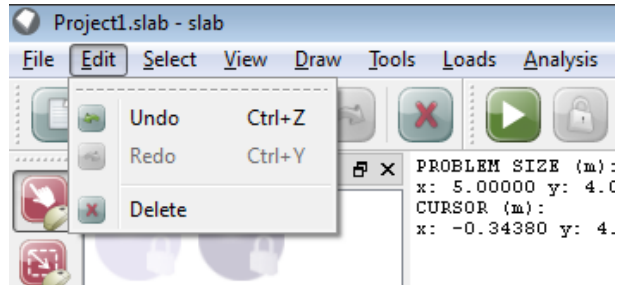 Project1.slab - slab
File Edit Select View Draw Tools Loads Analysis
Undo Ctrl+Z
Redo Ctrl+Y
Delete
PROBLEM SIZE (m):
x: 5.00000 y: 4.0
CURSOR (m):
x: -0.34380 y: 4.